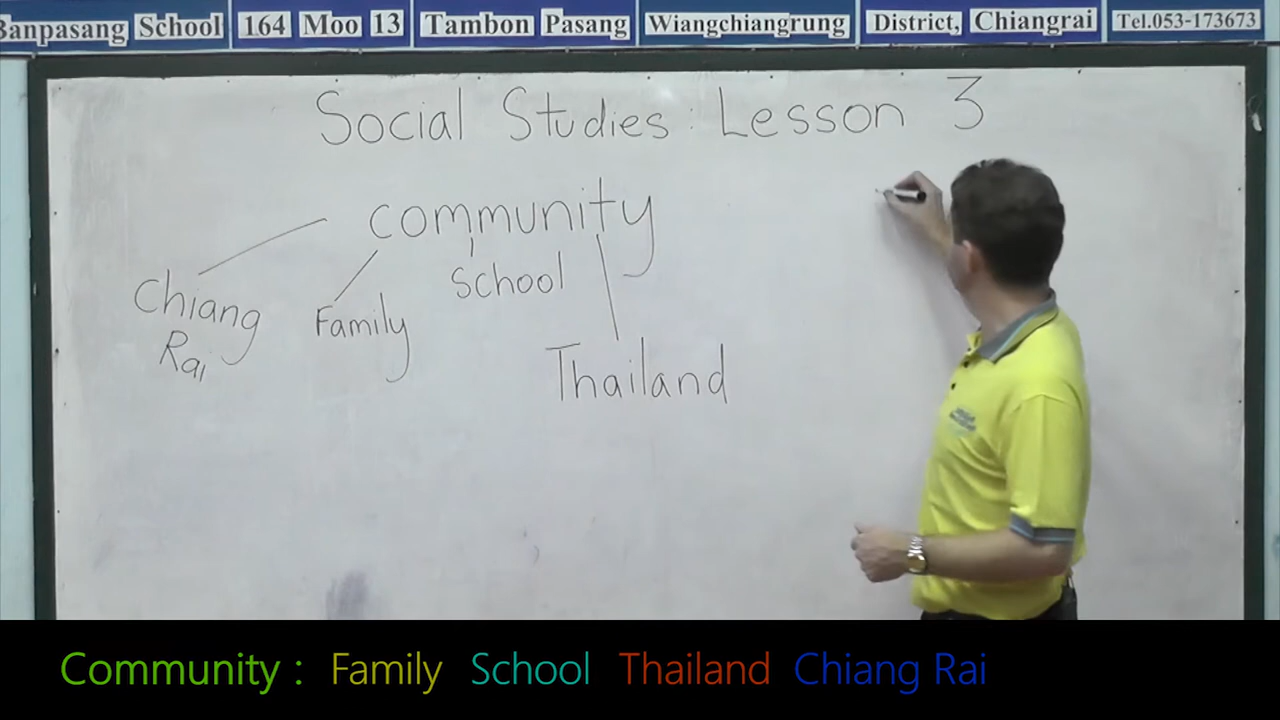 Banpasang School 164 Moo 13 Tambon Pasang Wiangchiangrung District, Chiangrai Tel.053-173673
Social Studies: Lesson 3
community
School
Chiang
Rai
Family
Thailand
Community : Family School Thailand Chiang Rai